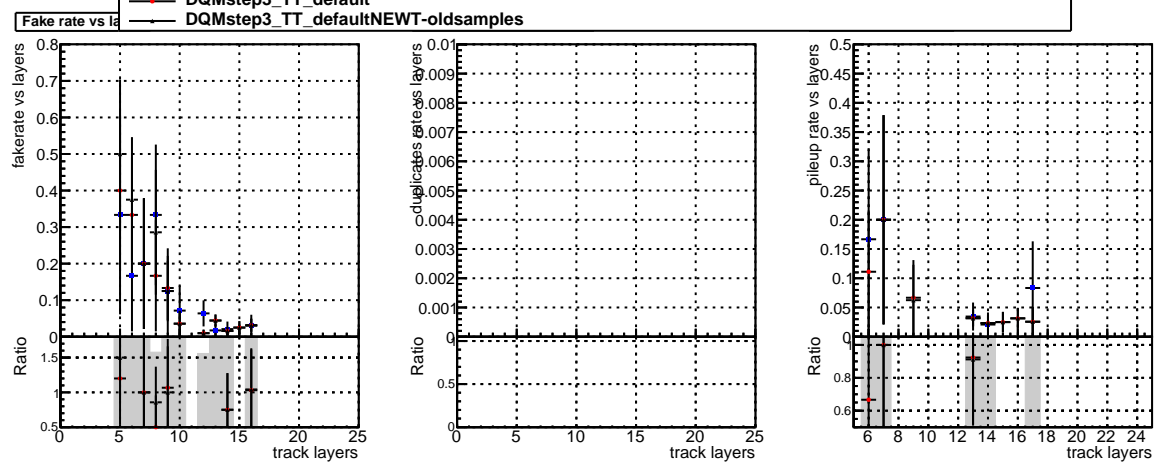 DQMstep3_TT_default
Fake rate vs la
DQMstep3_TT_defaultNEWT-oldsamples
fakerate vs layers
0.8
0.7
0.6
0.5
0.4
0.3
0.2
0.1
0
Ratio
1.5
1
0.5
0 5 10 15 20 25
track layers
duplicates rate vs layers
0.01
0.009
0.008
0.007
0.006
0.005
0.004
0.003
0.002
0.001
0
Ratio
1
0.5
0 5 10 15 20 25
track layers
pileup rate vs layers
0.5
0.45
0.4
0.35
0.3
0.25
0.2
0.15
0.1
0.05
0
Ratio
1
0.8
0.6
6 8 10 12 14 16 18 20 22 24
track layers